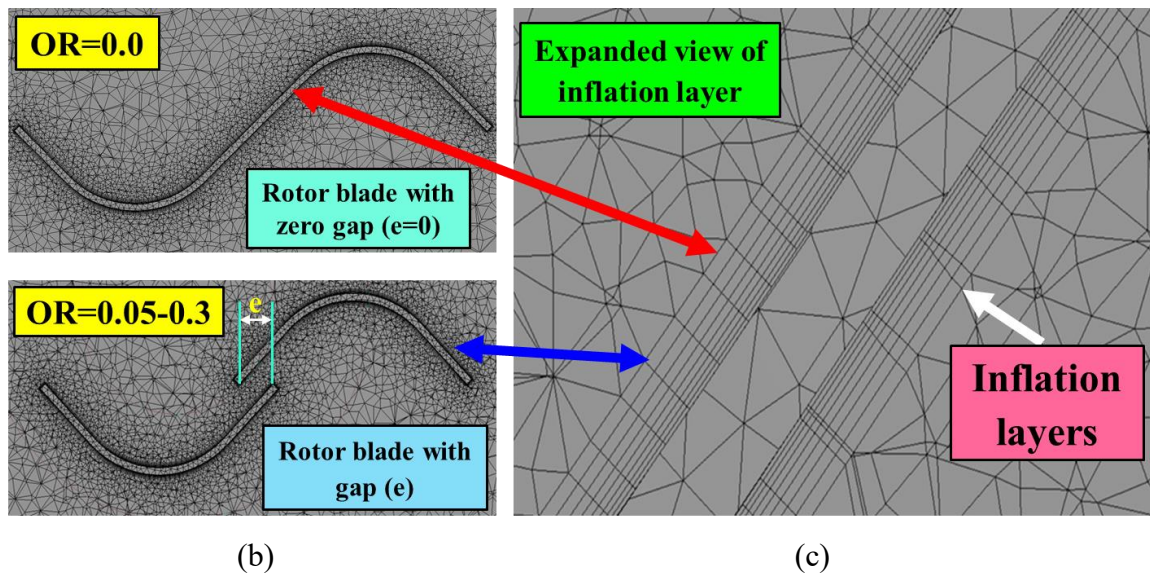 OR=0.0
Rotor blade with
zero gap (e=0)
OR=0.05-0.3
e
Rotor blade with
gap (e)
Expanded view of
inflation layer
Inflation
layers
(b)
(c)